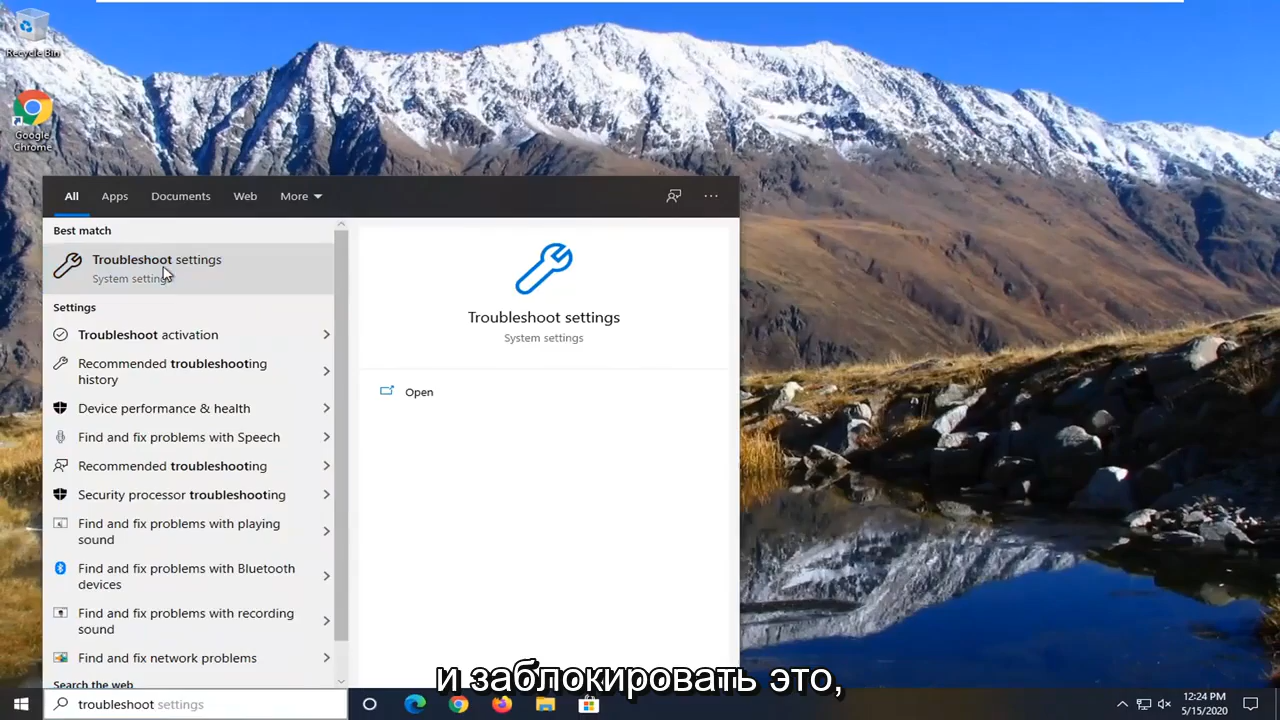 Recycle Bin
Google
Chrome
All
Apps
Documents
Web
More
Best match
Troubleshoot settings
System settings
Settings
Troubleshoot activation
Recommended troubleshooting
history
Device performance & health
Find and fix problems with Speech
Recommended troubleshooting
Security processor troubleshooting
Find and fix problems with playing
sound
Find and fix problems with Bluetooth
devices
Find and fix problems with recording
sound
Find and fix network problems
Search the web
Troubleshoot settings
System settings
Open
и заблокировать это,
troubleshoot settings
12:24 PM
5/15/2020